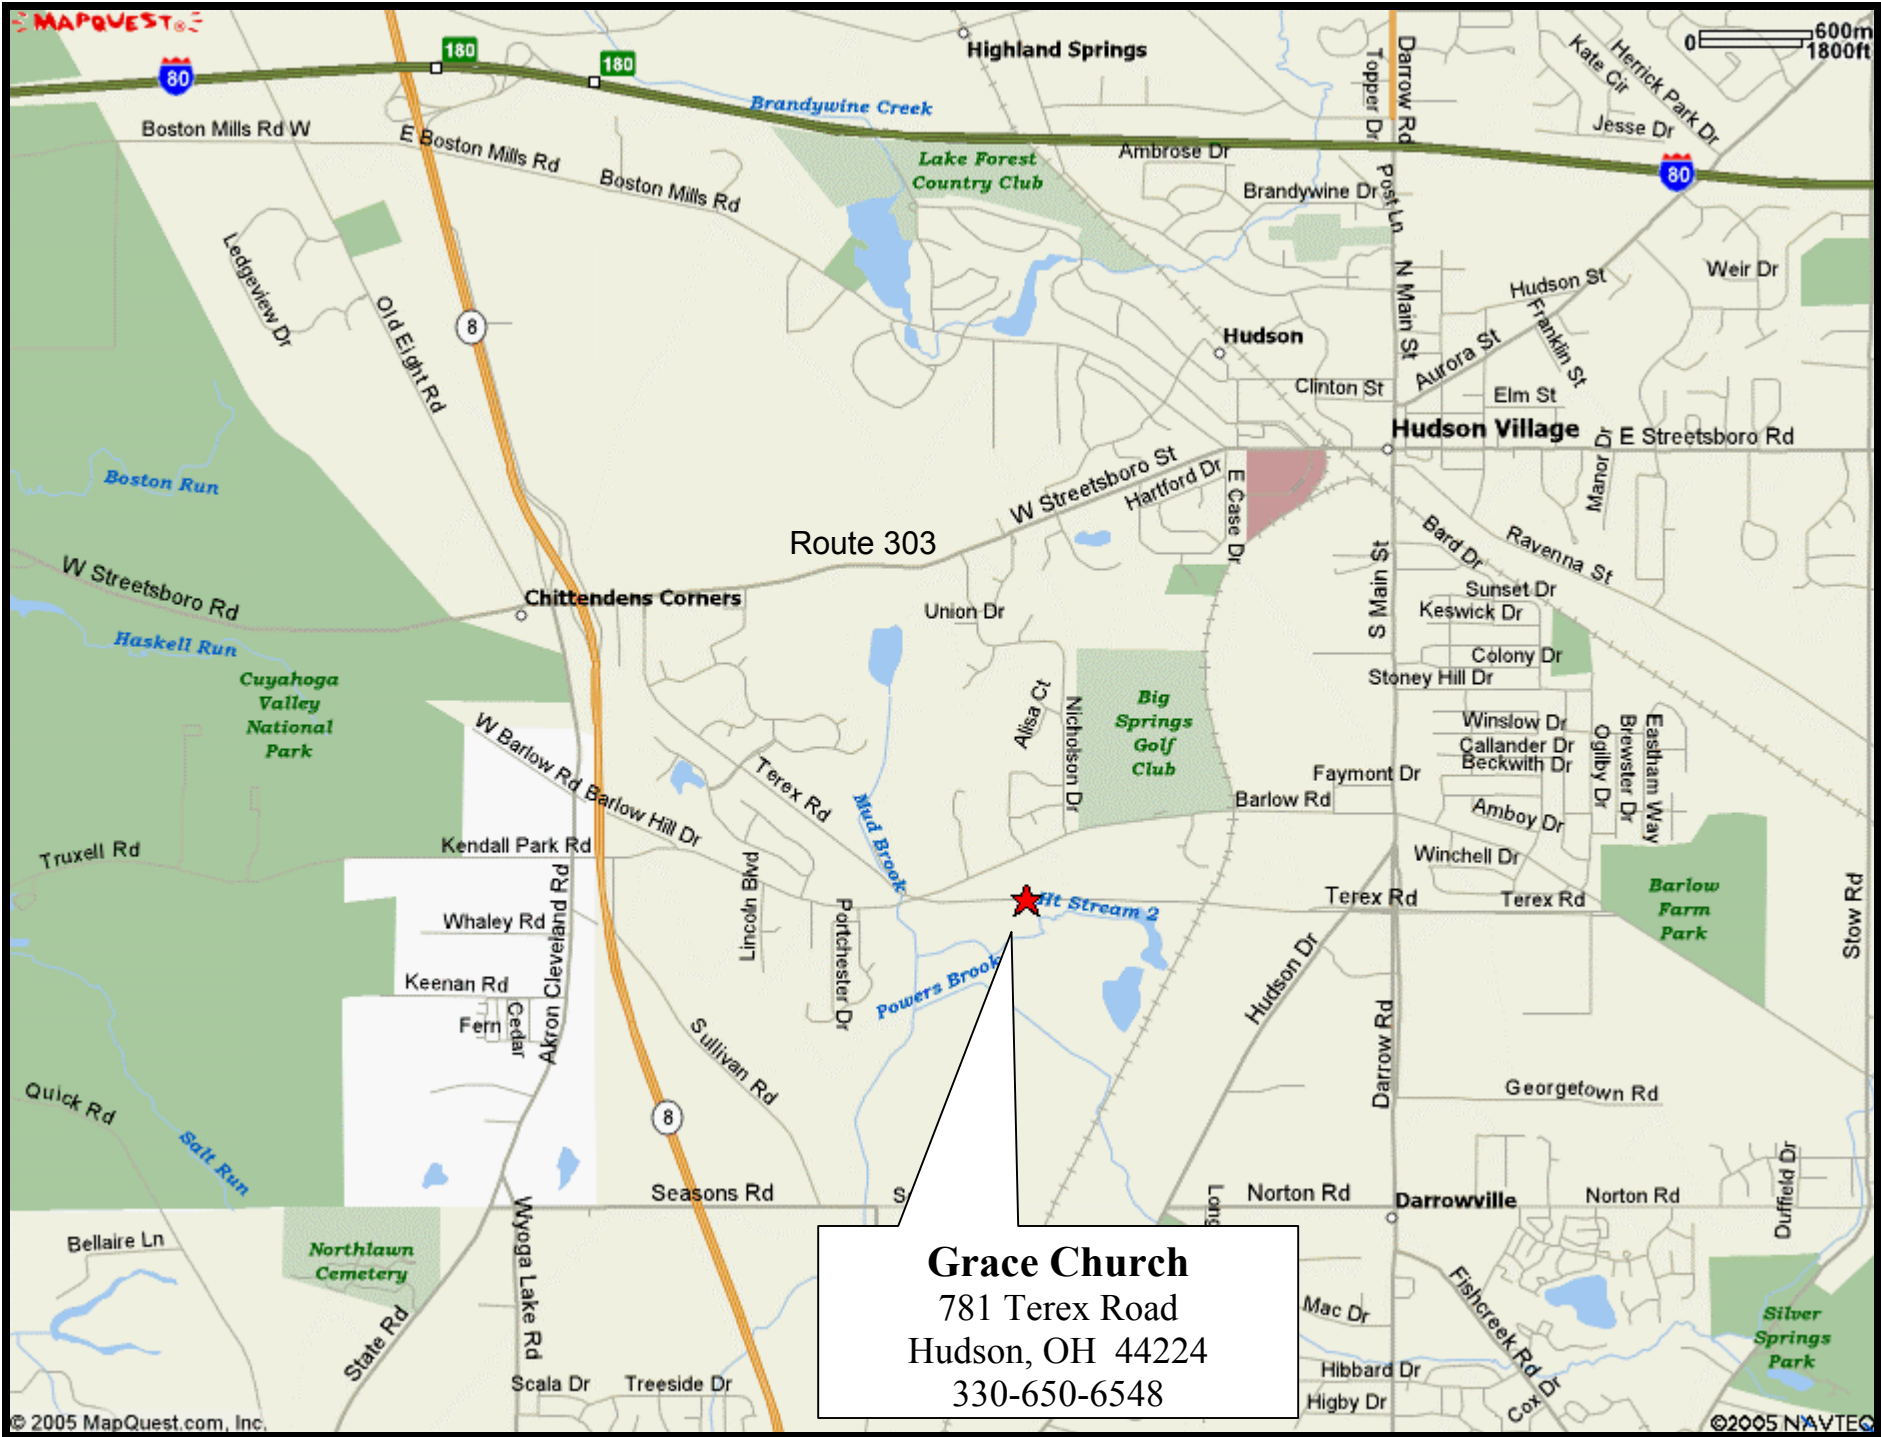 MAPQUEST®
180
180
80
Highland Springs
Topper Dr
Darrow Rd
Kate Cir
Herrick Park Dr
0
600m
1800ft
Brandywine Creek
Jesse Dr
Boston Mills Rd W
E Boston Mills Rd
Boston Mills Rd
Lake Forest
Country Club
Ambrose Dr
80
Brandywine Dr
Post Ln
Ledgeview Dr
Old Eight Rd
8
N Main St
Hudson St
Weir Dr
Franklin St
Hudson
Aurora St
Clinton St
Elm St
Hudson Village
Manor Dr
E Streetsboro Rd
Boston Run
W Streetsboro St
Hartford Dr
E Case Dr
Route 303
Bard Dr
Ravenna St
W Streetsboro Rd
Chittendens Corners
Union Dr
S Main St
Sunset Dr
Keswick Dr
Haskell Run
Colony Dr
Stoney Hill Dr
Cuyahoga
Valley
National
Park
Alisa Ct
Nicholson Dr
Big
Springs
Golf
Club
Winslow Dr
Callander Dr
Beckwith Dr
Ogilby Dr
Brewster Dr
Eastham Way
W Barlow Rd
Barlow Hill Dr
Terex Rd
Faymont Dr
Barlow Rd
Amboy Dr
Mud Brook
Truxell Rd
Kendall Park Rd
Winchell Dr
Lincoln Blvd
Portchester Dr
Ht Stream 2
Terex Rd
Terex Rd
Barlow
Farm
Park
Stow Rd
Whaley Rd
Akron Cleveland Rd
Keenan Rd
Fern
Cedar
Powers Brook
Hudson Dr
Darrow Rd
Sullivan Rd
Quick Rd
Georgetown Rd
8
Salt Run
Seasons Rd
S
Long
Norton Rd
Darrowville
Norton Rd
Duffield Dr
Bellaire Ln
Northlawn
Cemetery
State Rd
Wyoga Lake Rd
Grace Church
781 Terex Road
Hudson, OH  44224
330-650-6548
Mac Dr
Fishcreek Rd
Silver
Springs
Park
Scala Dr
Treeside Dr
Hibbard Dr
Higby Dr
Cox Dr
© 2005 MapQuest.com, Inc.
©2005 NAVTEQ